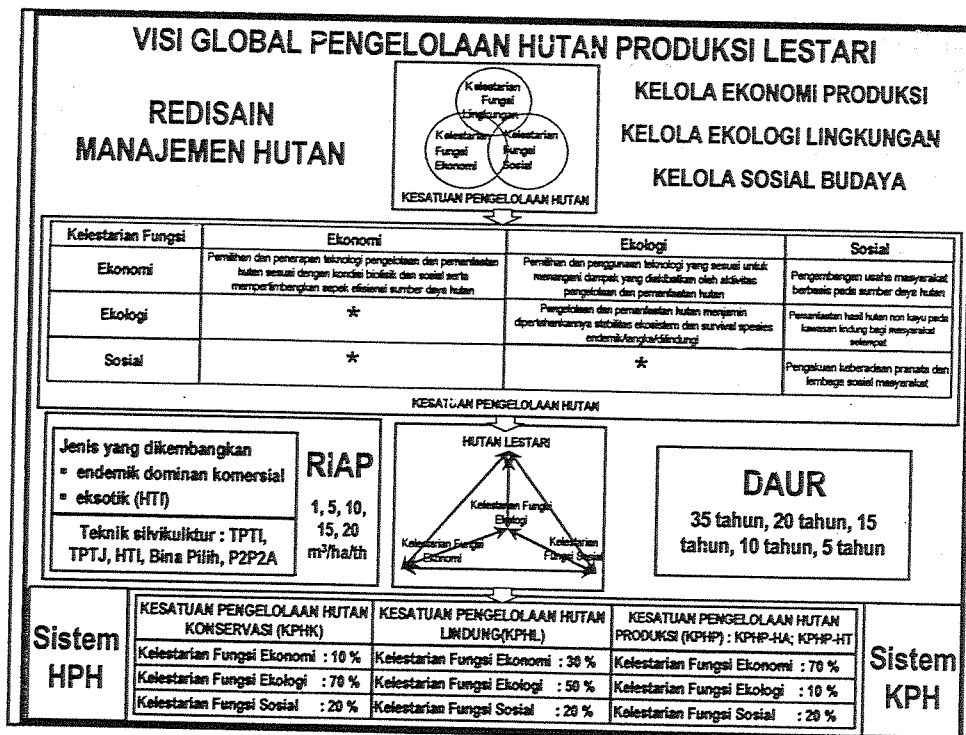 VISI GLOBAL PENGELOLAAN HUTAN PRODUKSI LESTARI
REDISAIN
MANAJEMEN HUTAN
Kelestarian
Fungsi
Lingkungan
Kelestarian
Fungsi
Ekonomi
Kelestarian
Fungsi
Sosial
KESATUAN PENGELOLAAN HUTAN
KELOLA EKONOMI PRODUKSI
KELOLA EKOLOGI LINGKUNGAN
KELOLA SOSIAL BUDAYA
Kelestarian Fungsi
Ekonomi
Ekologi
Sosial
Ekonomi
Pemilihan dan penerapan teknologi pengelolaan dan pemanfaatan
hutan sesuai dengan kondisi biofisik dan sosial serta
mempertimbangkan aspek efisiensi sumber daya hutan
Pemilihan dan penggunaan teknologi yang sesuai untuk
menangani dampak yang diakibatkan oleh aktivitas
pengelolaan dan pemanfaatan hutan
Pengembangan usaha masyarakat
berbasis pada sumber daya hutan
Ekologi
*
Pengelolaan dan pemanfaatan hutan menjamin
dipertahankannya stabilitas ekosistem dan survival spesies
endemik/langka/dilindungi
Pemanfaatan hasil hutan non kayu pada
kawasan lindung bagi masyarakat
setempat
Sosial
*
*
Pengakuan keberadaan pranata dan
lembaga sosial masyarakat
KESATUAN PENGELOLAAN HUTAN
Jenis yang dikembangkan
▪ endemik dominan komersial
▪ eksotik (HTI)
Teknik silvikulktur : TPTI,
TPTJ, HTI, Bina Pilih, P2P2A
RiAP
1, 5, 10,
15, 20
m³/ha/th
HUTAN LESTARI
Kelestarian Fungsi
Ekologi
Kelestarian Fungsi
Ekonomi
Kelestarian
Fungsi Sosial
DAUR
35 tahun, 20 tahun, 15
tahun, 10 tahun, 5 tahun
Sistem
HPH
KESATUAN PENGELOLAAN HUTAN
KONSERVASI (KPHK)
Kelestarian Fungsi Ekonomi : 10 %
Kelestarian Fungsi Ekologi : 70 %
Kelestarian Fungsi Sosial : 20 %
KESATUAN PENGELOLAAN HUTAN
LINDUNG(KPHL)
Kelestarian Fungsi Ekonomi : 30 %
Kelestarian Fungsi Ekologi : 50 %
Kelestarian Fungsi Sosial : 20 %
KESATUAN PENGELOLAAN HUTAN
PRODUKSI (KPHP) : KPHP-HA; KPHP-HT
Kelestarian Fungsi Ekonomi : 70 %
Kelestarian Fungsi Ekologi : 10 %
Kelestarian Fungsi Sosial : 20 %
Sistem
KPH